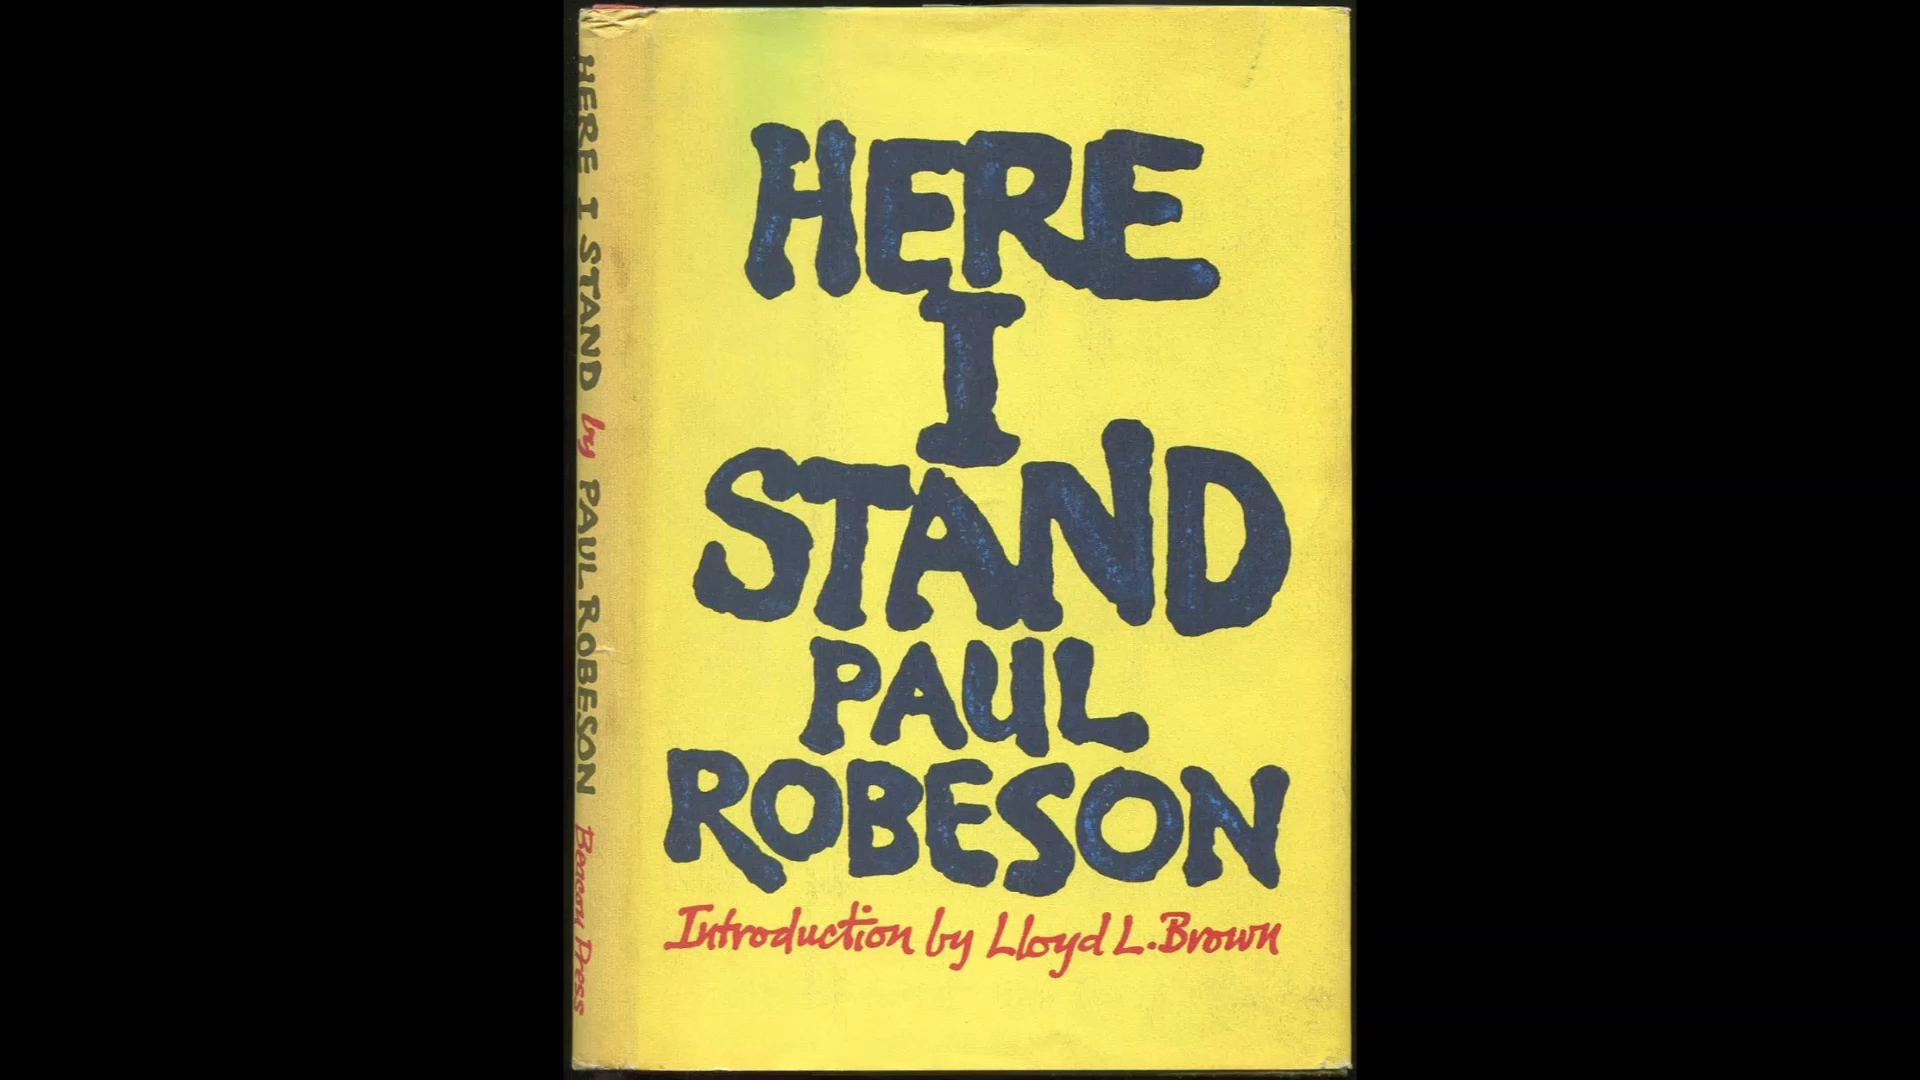 HERE I STAND by PAUL ROBESON Beacon Press
HERE
I
STAND
PAUL
ROBESON
Introduction by Lloyd L. Brown